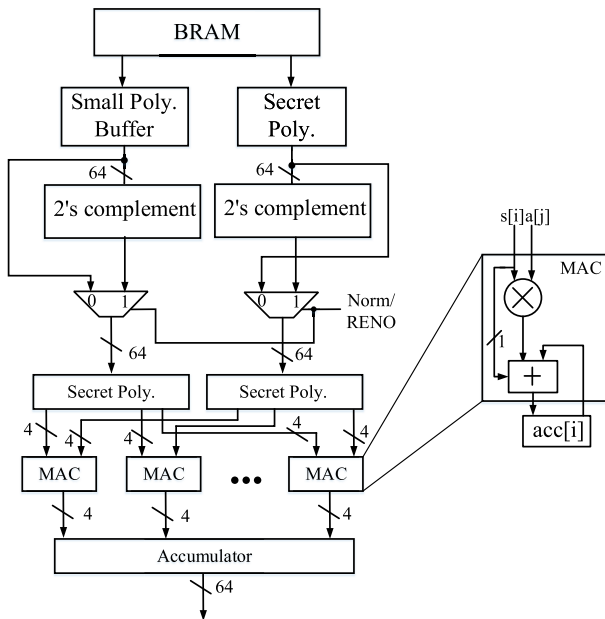 BRAM
Small Poly.
Buffer
Secret
Poly.
64
64
2's complement
2's complement
s[i]a[j]
MAC
0 1
0 1
Norm/
RENO
1
64
64
+
Secret Poly.
Secret Poly.
acc[i]
4
4
4
4
4
4
MAC
MAC
MAC
4
4
4
Accumulator
64